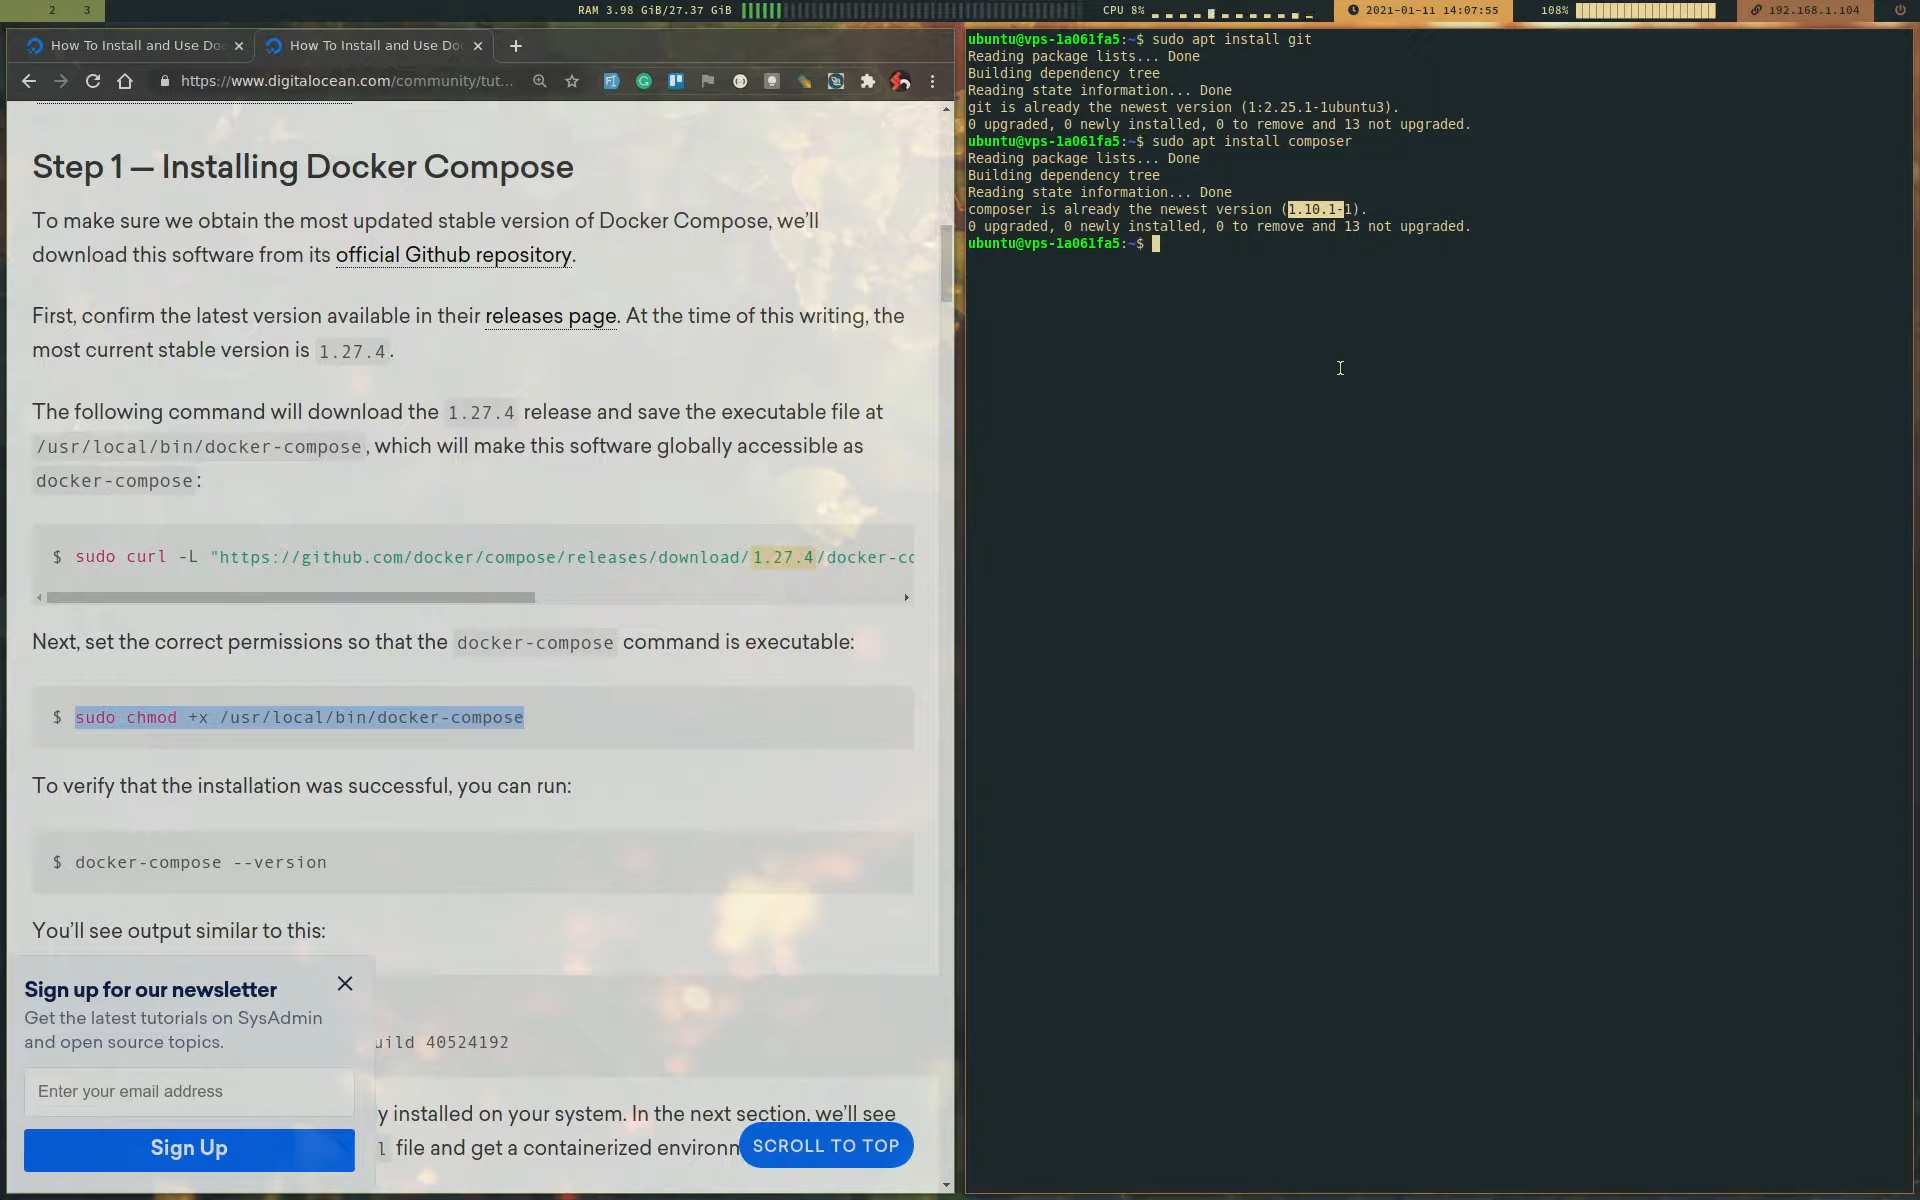 2 3
RAM 3.98 GiB/27.37 GiB
CPU 8%
2021-01-11 14:07:55
108%
192.168.1.104
How To Install and Use Do
How To Install and Use Do
https://www.digitalocean.com/community/tut...
Step 1 — Installing Docker Compose
To make sure we obtain the most updated stable version of Docker Compose, we’ll
download this software from its official Github repository.
First, confirm the latest version available in their releases page. At the time of this writing, the
most current stable version is 1.27.4.
The following command will download the 1.27.4 release and save the executable file at
/usr/local/bin/docker-compose, which will make this software globally accessible as
docker-compose:
$ sudo curl -L "https://github.com/docker/compose/releases/download/1.27.4/docker-co
Next, set the correct permissions so that the docker-compose command is executable:
$ sudo chmod +x /usr/local/bin/docker-compose
To verify that the installation was successful, you can run:
$ docker-compose --version
You’ll see output similar to this:
uild 40524192
y installed on your system. In the next section, we’ll see
l file and get a containerized environm
Sign up for our newsletter
Get the latest tutorials on SysAdmin
and open source topics.
Enter your email address
Sign Up
SCROLL TO TOP
ubuntu@vps-1a061fa5:~$ sudo apt install git
Reading package lists... Done
Building dependency tree
Reading state information... Done
git is already the newest version (1:2.25.1-1ubuntu3).
0 upgraded, 0 newly installed, 0 to remove and 13 not upgraded.
ubuntu@vps-1a061fa5:~$ sudo apt install composer
Reading package lists... Done
Building dependency tree
Reading state information... Done
composer is already the newest version (1.10.1-1).
0 upgraded, 0 newly installed, 0 to remove and 13 not upgraded.
ubuntu@vps-1a061fa5:~$